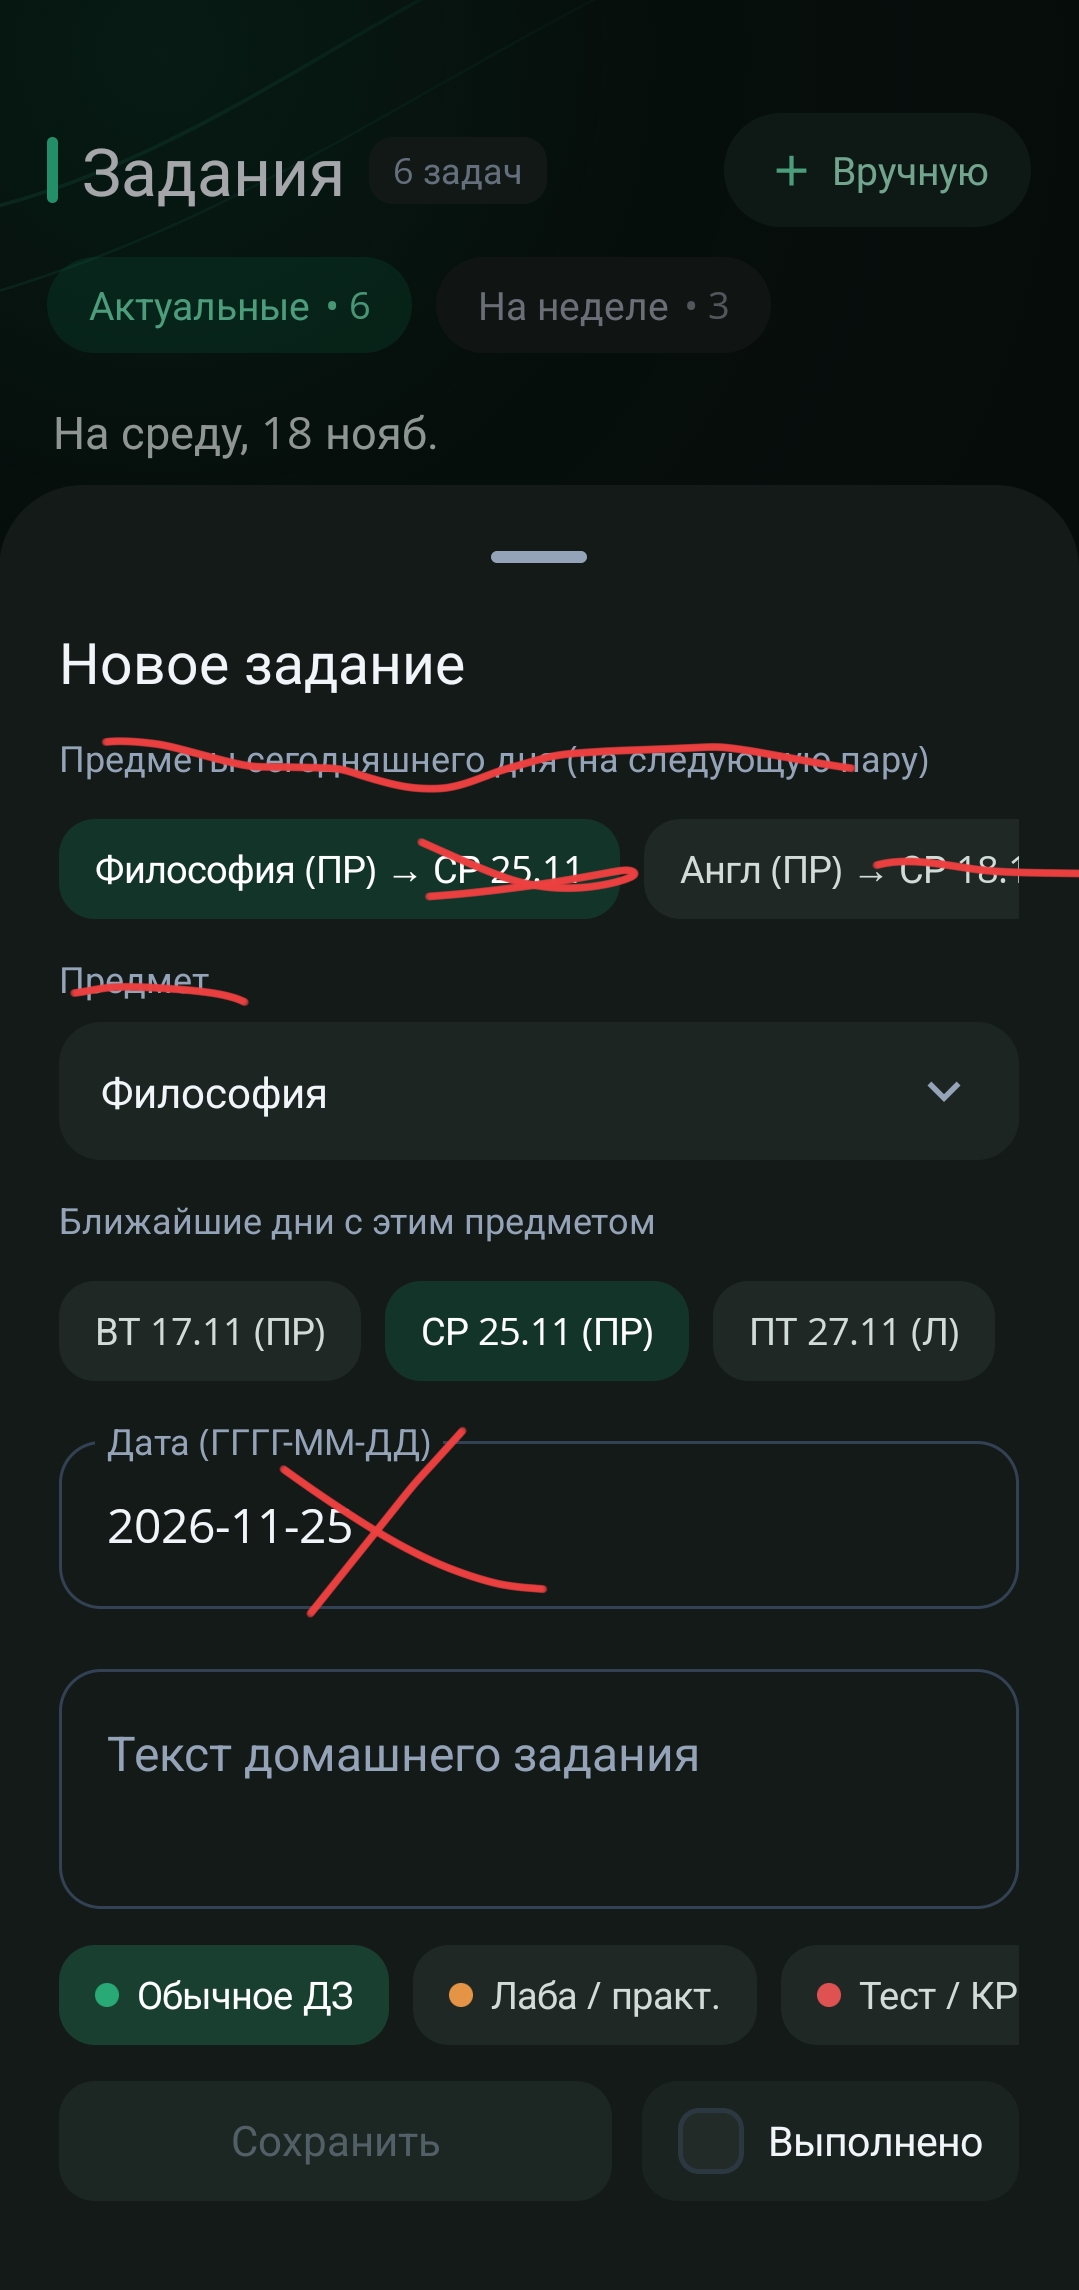 Задания
6 задач
+ Вручную
Актуальные • 6
На неделе • 3
На среду, 18 нояб.
Новое задание
Предметы сегодняшнего дня (на следующую пару)
Философия (ПР) → СР 25.11
Англ (ПР) → СР 18.1
Предмет
Философия
Ближайшие дни с этим предметом
ВТ 17.11 (ПР)
СР 25.11 (ПР)
ПТ 27.11 (Л)
Дата (ГГГГ-ММ-ДД)
2026-11-25
Текст домашнего задания
Обычное ДЗ
Лаба / практ.
Тест / КР
Сохранить
Выполнено